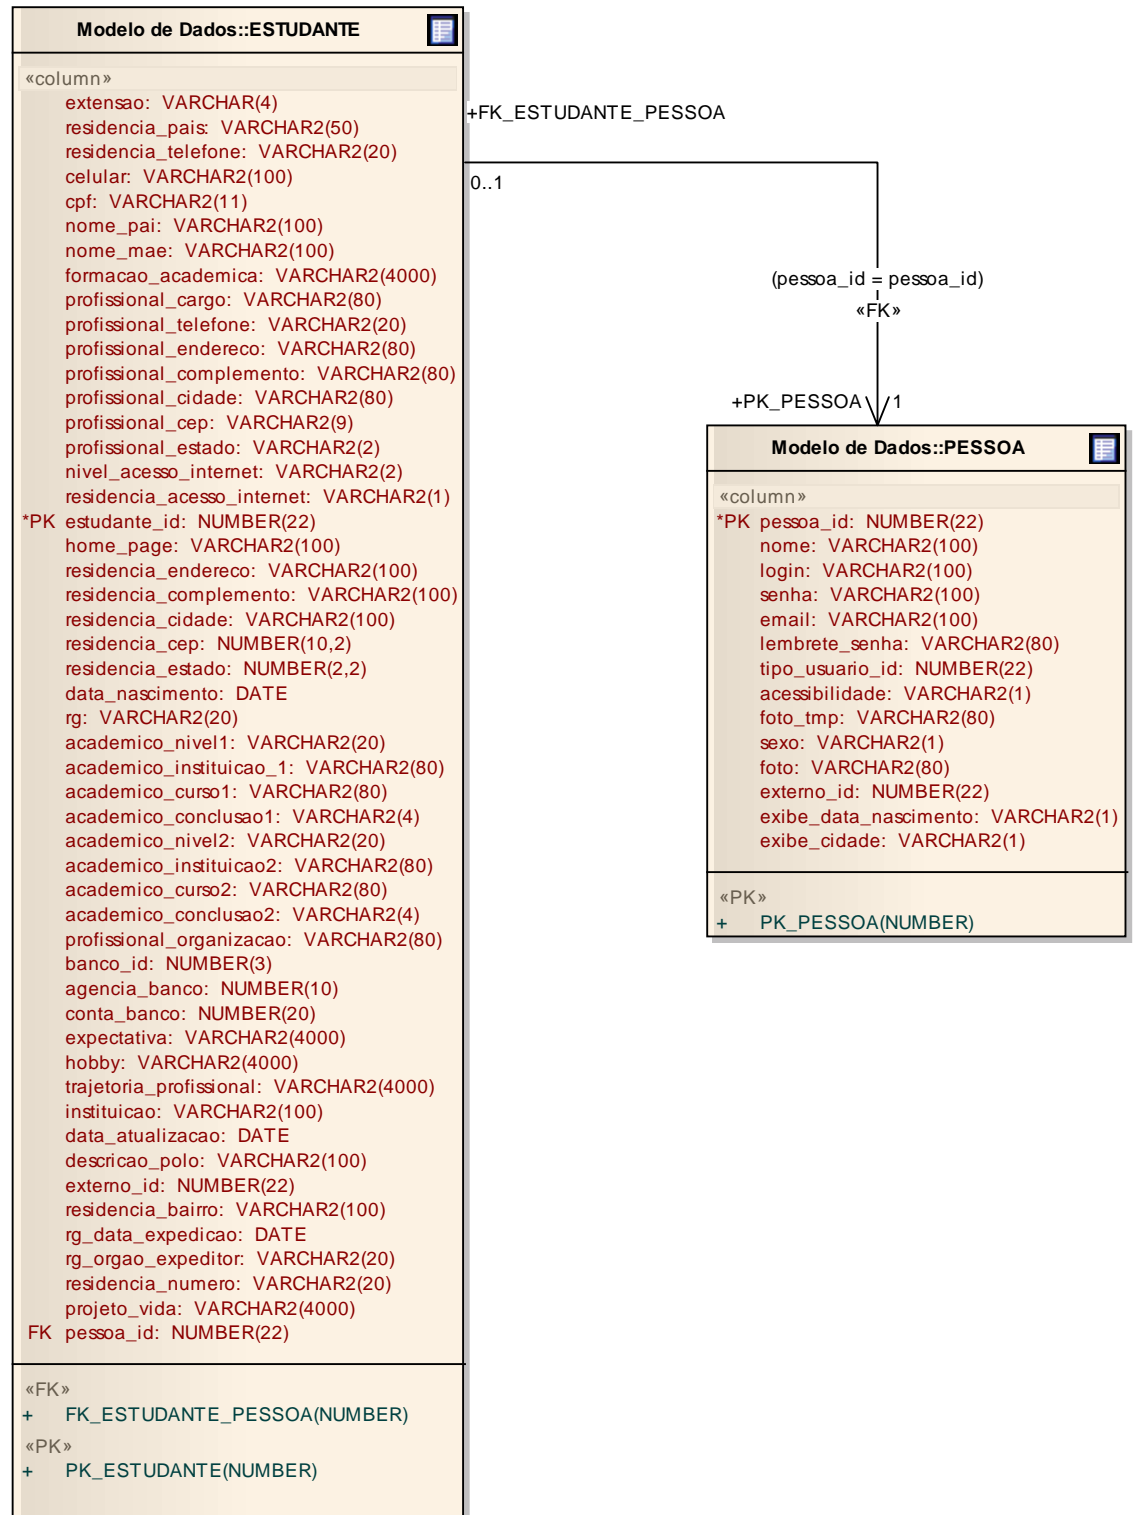 Modelo de Dados::ESTUDANTE
«column»
extensao: VARCHAR(4)
residencia_pais: VARCHAR2(50)
residencia_telefone: VARCHAR2(20)
celular: VARCHAR2(100)
cpf: VARCHAR2(11)
nome_pai: VARCHAR2(100)
nome_mae: VARCHAR2(100)
formacao_academica: VARCHAR2(4000)
profissional_cargo: VARCHAR2(80)
profissional_telefone: VARCHAR2(20)
profissional_endereco: VARCHAR2(80)
profissional_complemento: VARCHAR2(80)
profissional_cidade: VARCHAR2(80)
profissional_cep: VARCHAR2(9)
profissional_estado: VARCHAR2(2)
nivel_acesso_internet: VARCHAR2(2)
residencia_acesso_internet: VARCHAR2(1)
*PK estudante_id: NUMBER(22)
home_page: VARCHAR2(100)
residencia_endereco: VARCHAR2(100)
residencia_complemento: VARCHAR2(100)
residencia_cidade: VARCHAR2(100)
residencia_cep: NUMBER(10,2)
residencia_estado: NUMBER(2,2)
data_nascimento: DATE
rg: VARCHAR2(20)
academico_nivel1: VARCHAR2(20)
academico_instituicao_1: VARCHAR2(80)
academico_curso1: VARCHAR2(80)
academico_conclusao1: VARCHAR2(4)
academico_nivel2: VARCHAR2(20)
academico_instituicao2: VARCHAR2(80)
academico_curso2: VARCHAR2(80)
academico_conclusao2: VARCHAR2(4)
profissional_organizacao: VARCHAR2(80)
banco_id: NUMBER(3)
agencia_banco: NUMBER(10)
conta_banco: NUMBER(20)
expectativa: VARCHAR2(4000)
hobby: VARCHAR2(4000)
trajetoria_profissional: VARCHAR2(4000)
instituicao: VARCHAR2(100)
data_atualizacao: DATE
descricao_polo: VARCHAR2(100)
externo_id: NUMBER(22)
residencia_bairro: VARCHAR2(100)
rg_data_expedicao: DATE
rg_orgao_expeditor: VARCHAR2(20)
residencia_numero: VARCHAR2(20)
projeto_vida: VARCHAR2(4000)
FK pessoa_id: NUMBER(22)
«FK»
+ FK_ESTUDANTE_PESSOA(NUMBER)
«PK»
+ PK_ESTUDANTE(NUMBER)
+FK_ESTUDANTE_PESSOA
0..1
(pessoa_id = pessoa_id)
«FK»
+PK_PESSOA 1
Modelo de Dados::PESSOA
«column»
*PK pessoa_id: NUMBER(22)
nome: VARCHAR2(100)
login: VARCHAR2(100)
senha: VARCHAR2(100)
email: VARCHAR2(100)
lembrete_senha: VARCHAR2(80)
tipo_usuario_id: NUMBER(22)
acessibilidade: VARCHAR2(1)
foto_tmp: VARCHAR2(80)
sexo: VARCHAR2(1)
foto: VARCHAR2(80)
externo_id: NUMBER(22)
exibe_data_nascimento: VARCHAR2(1)
exibe_cidade: VARCHAR2(1)
«PK»
+ PK_PESSOA(NUMBER)